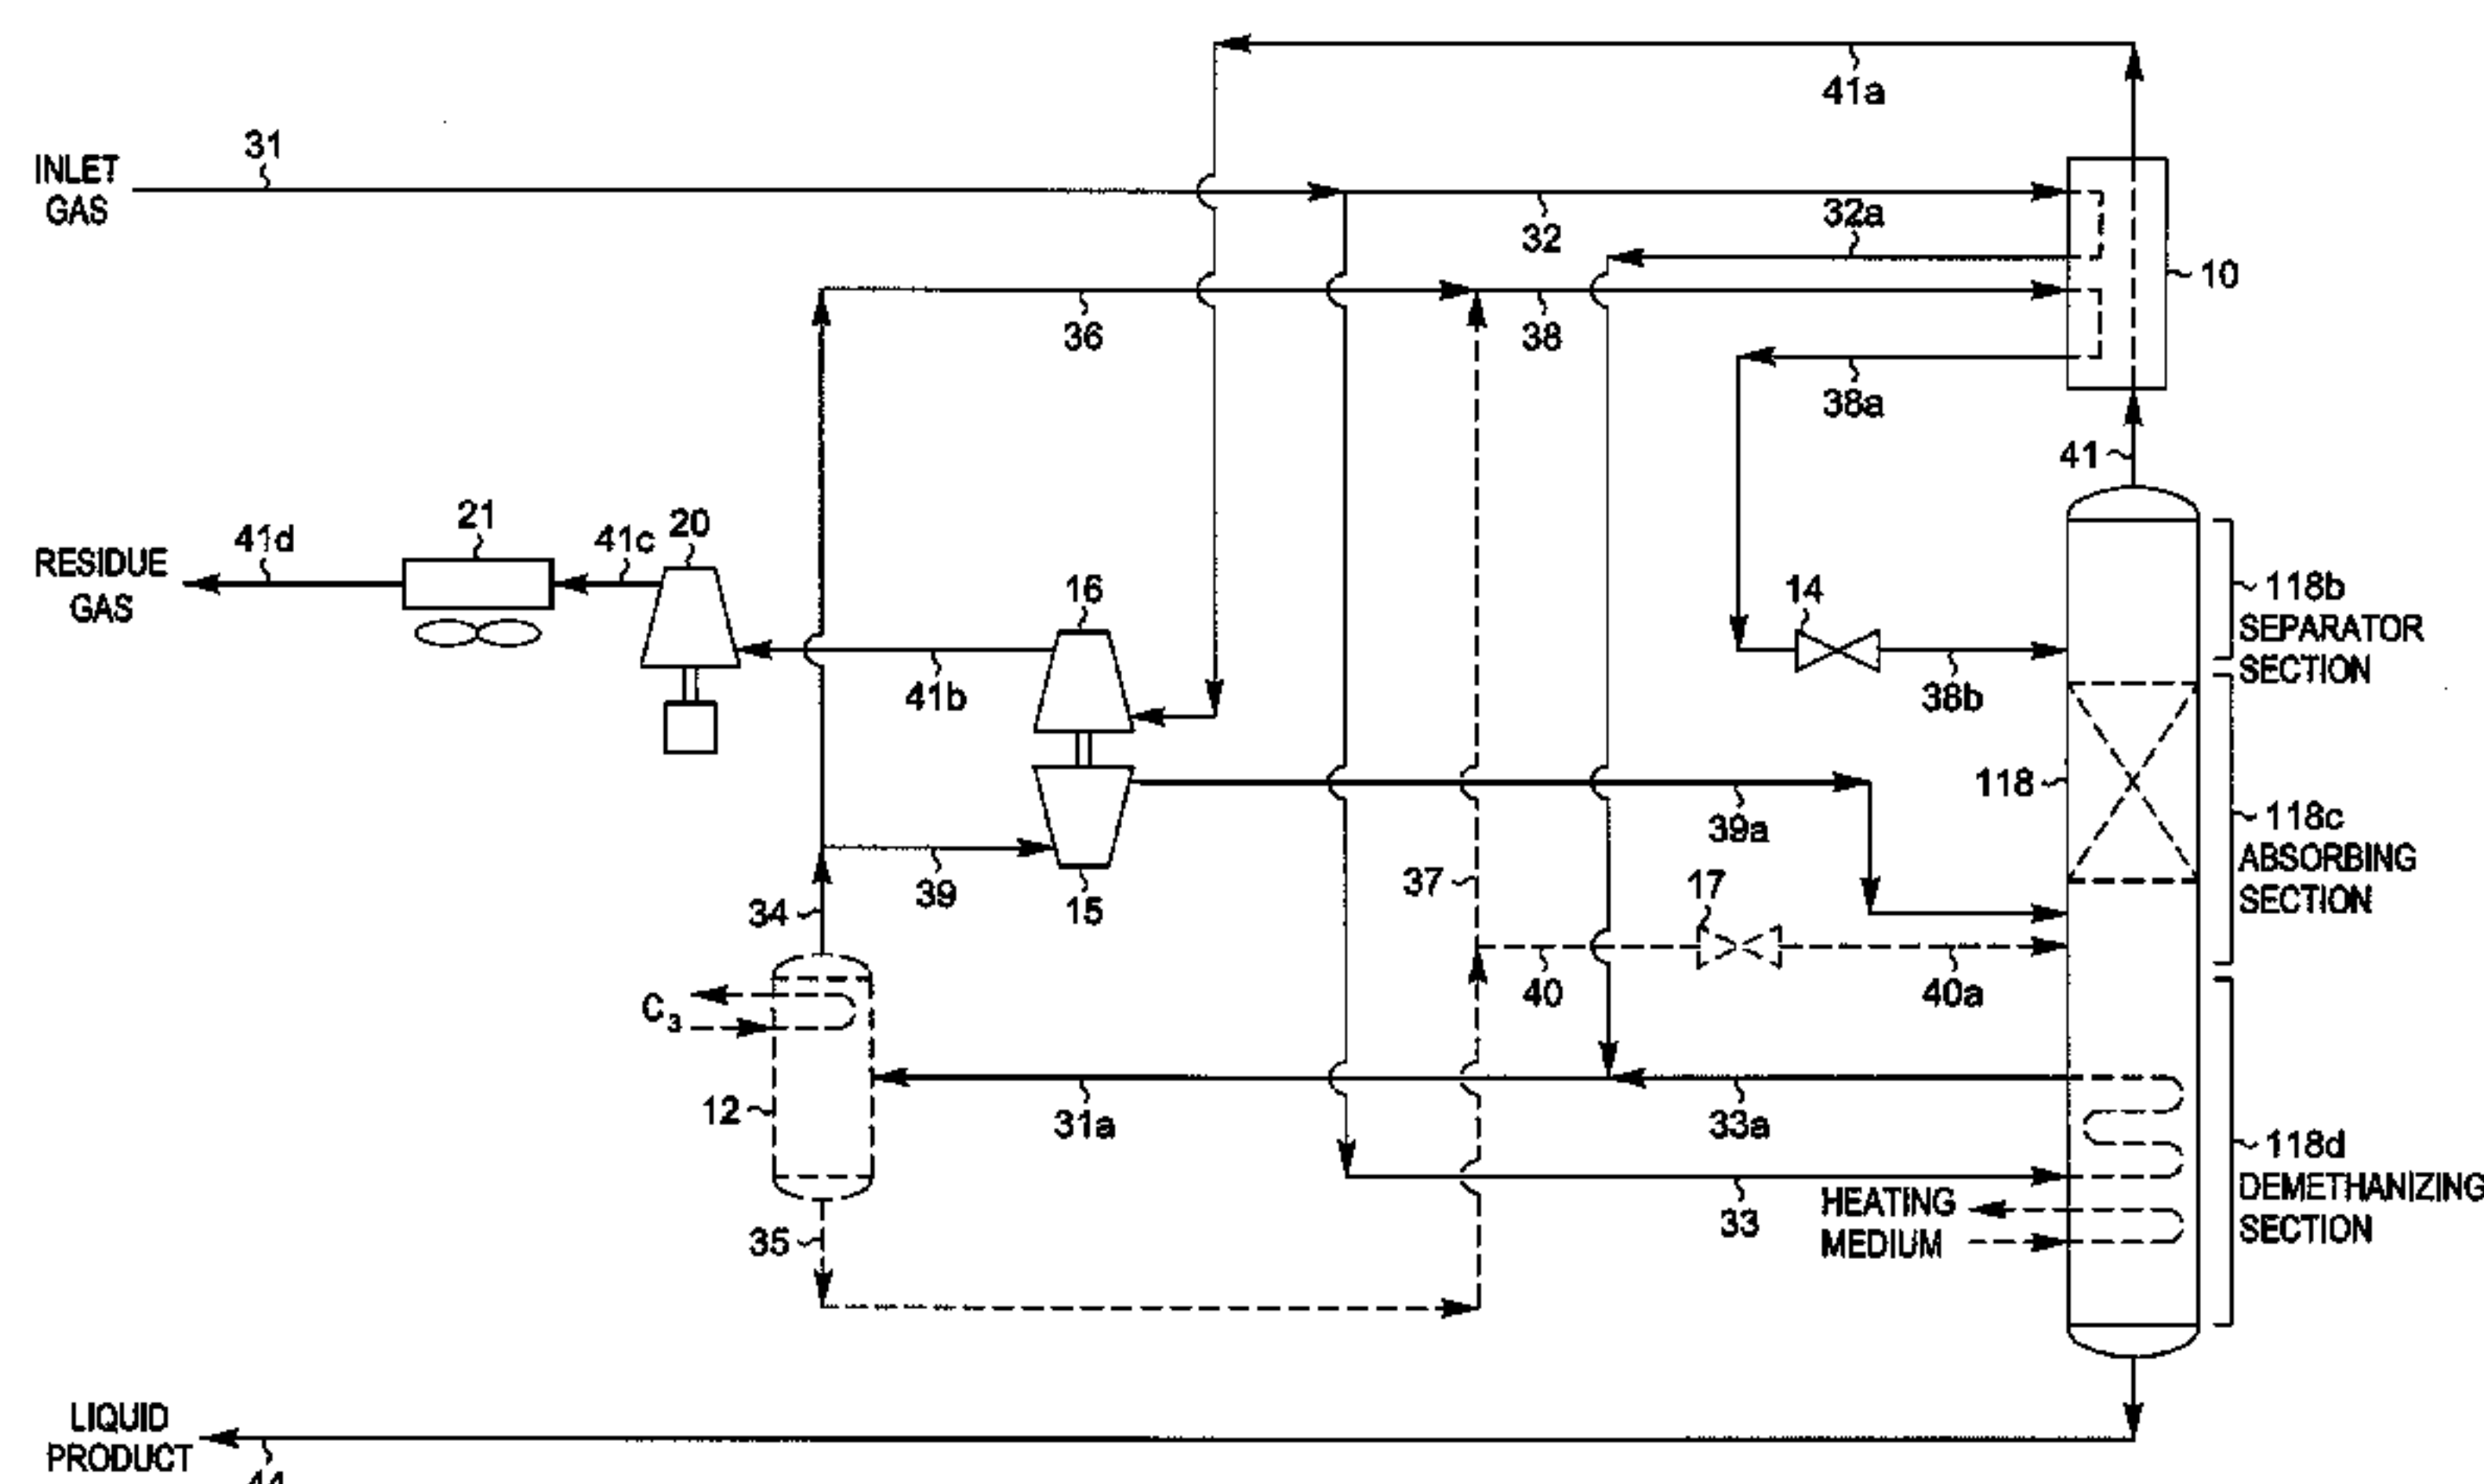 41a
31
INLET
GAS
32
32a
10
36
38
38a
41
21
20
41d
41c
RESIDUE
GAS
16
14
118b
SEPARATOR
SECTION
41b
38b
118
118c
ABSORBING
SECTION
39a
39
15
37
17
34
C3
40
40a
12
31a
33a
118d
DEMETHANIZING
SECTION
HEATING
MEDIUM
33
35
LIQUID
PRODUCT